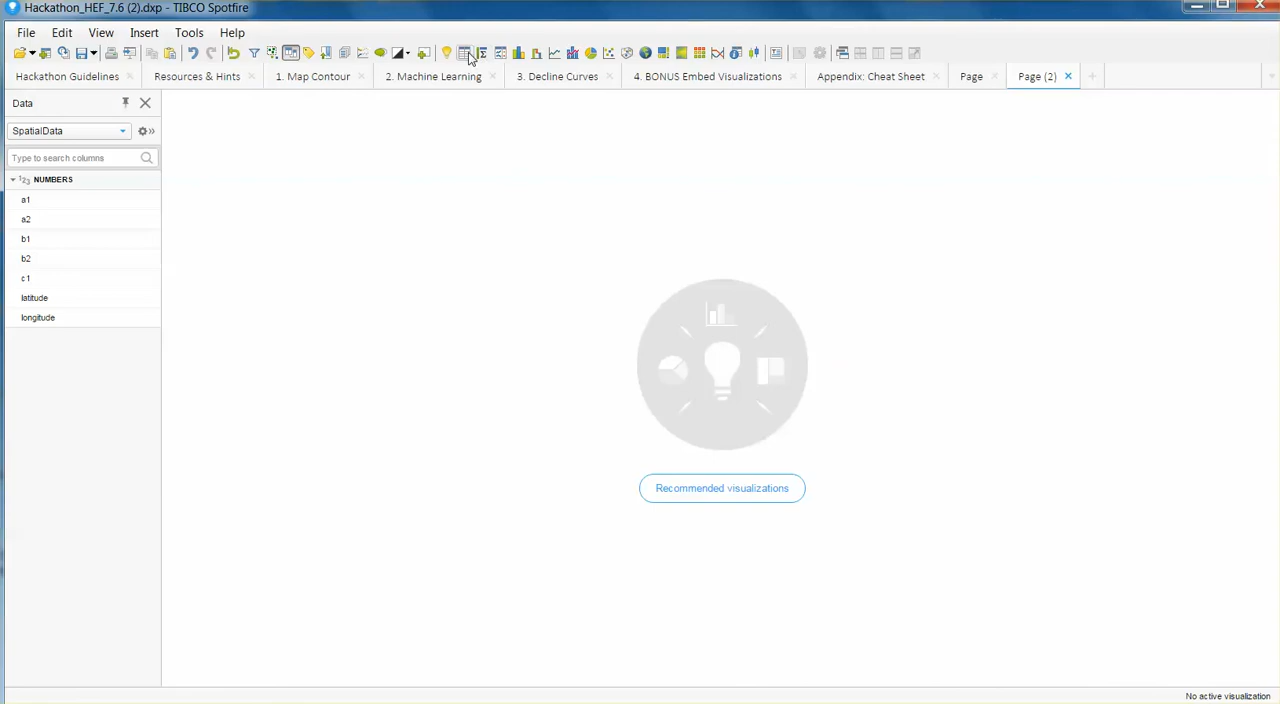 Hackathon_HEF_7.6 (2).dxp - TIBCO Spotfire
File Edit View Insert Tools Help
Hackathon Guidelines Resources & Hints 1. Map Contour 2. Machine Learning 3. Decline Curves 4. BONUS Embed Visualizations Appendix: Cheat Sheet Page Page (2)
Data
SpatialData
Type to search columns
123 NUMBERS
a1
a2
b1
b2
c1
latitude
longitude
Recommended visualizations
No active visualization